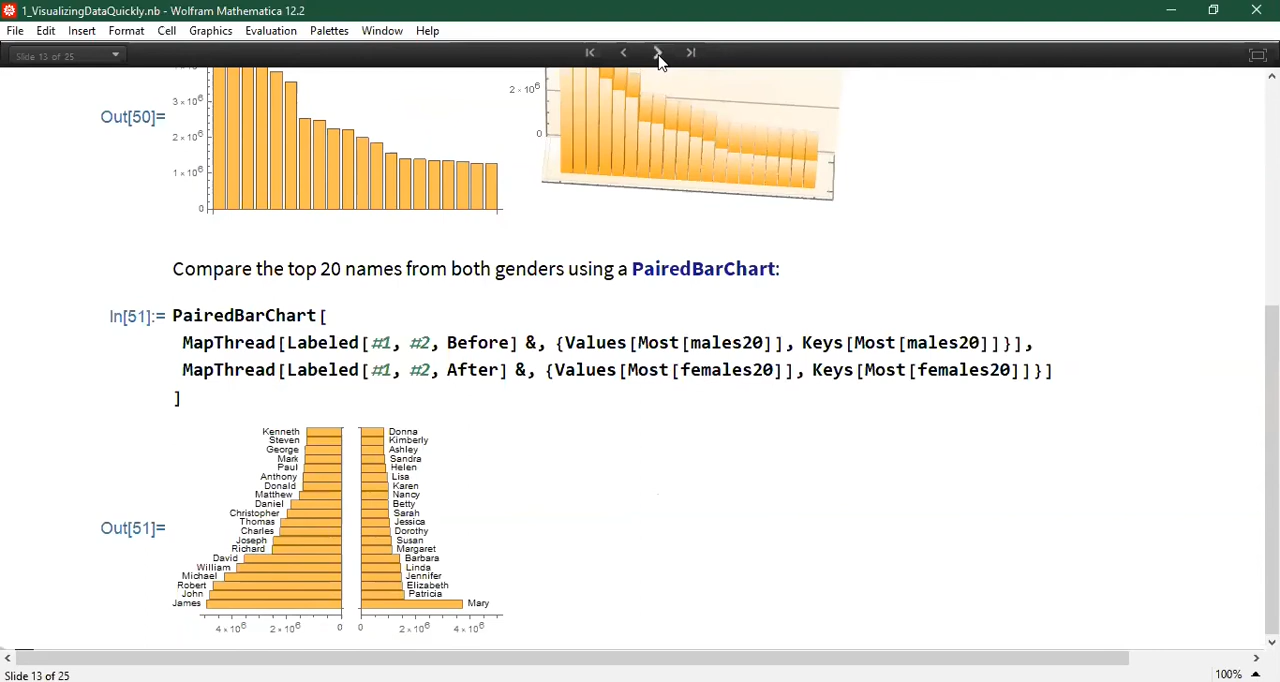 1_VisualizingDataQuickly.nb - Wolfram Mathematica 12.2
File Edit Insert Format Cell Graphics Evaluation Palettes Window Help
Slide 13 of 25
Out[50]=
3 × 10⁶
2 × 10⁶
1 × 10⁶
0
2 × 10⁶
0
Compare the top 20 names from both genders using a PairedBarChart:
In[51]:= PairedBarChart[
MapThread[Labeled[#1, #2, Before] &, {Values[Most[males20]], Keys[Most[males20]]}],
MapThread[Labeled[#1, #2, After] &, {Values[Most[females20]], Keys[Most[females20]]}]
]
Out[51]=
Kenneth Donna
Steven Kimberly
George Ashley
Mark Sandra
Paul Helen
Anthony Lisa
Donald Karen
Matthew Nancy
Daniel Betty
Christopher Sarah
Thomas Jessica
Charles Dorothy
Joseph Susan
Richard Margaret
David Barbara
William Linda
Michael Jennifer
Robert Elizabeth
John Patricia
James Mary
4 × 10⁶ 2 × 10⁶ 0 0 2 × 10⁶ 4 × 10⁶
Slide 13 of 25
100%